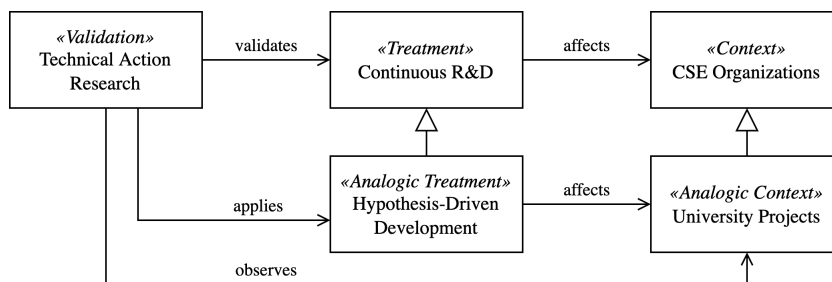 «Validation»
Technical Action
Research
validates
«Treatment»
Continuous R&D
affects
«Context»
CSE Organizations
applies
«Analogic Treatment»
Hypothesis-Driven
Development
affects
«Analogic Context»
University Projects
observes